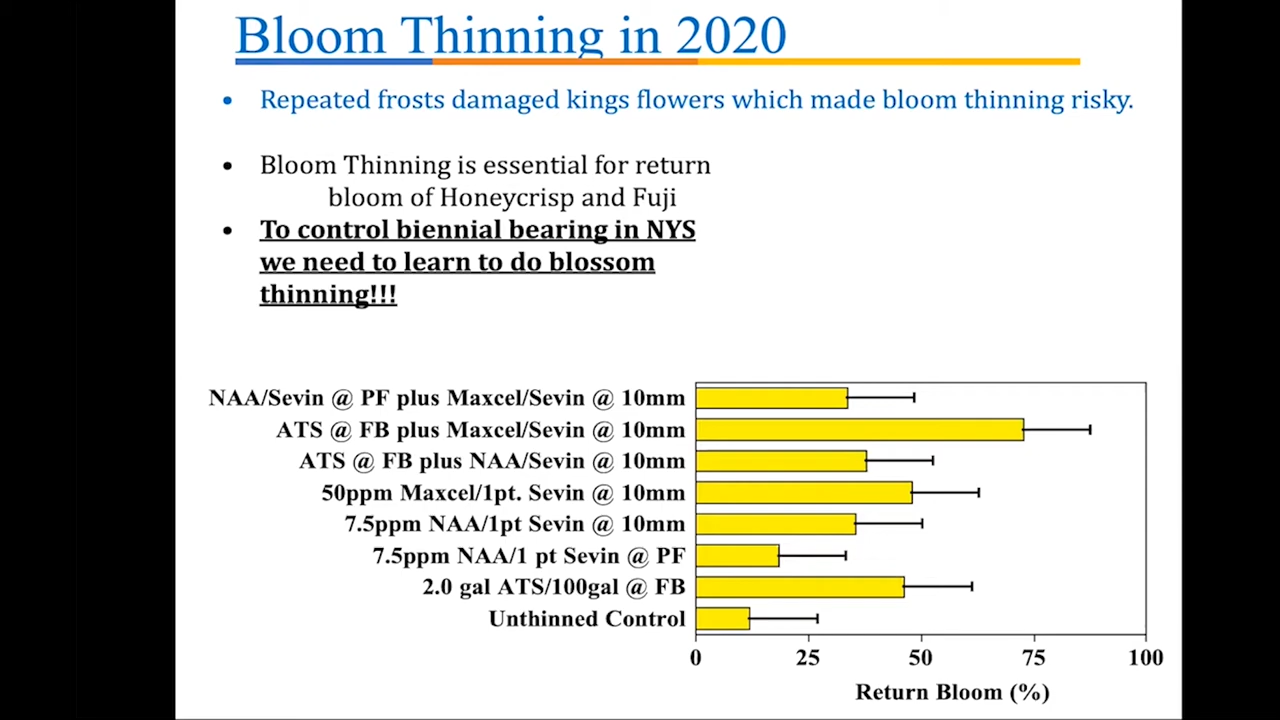 Bloom Thinning in 2020
• Repeated frosts damaged kings flowers which made bloom thinning risky.
• Bloom Thinning is essential for return
bloom of Honeycrisp and Fuji
• To control biennial bearing in NYS
we need to learn to do blossom
thinning!!!
NAA/Sevin @ PF plus Maxcel/Sevin @ 10mm
ATS @ FB plus Maxcel/Sevin @ 10mm
ATS @ FB plus NAA/Sevin @ 10mm
50ppm Maxcel/1pt. Sevin @ 10mm
7.5ppm NAA/1pt Sevin @ 10mm
7.5ppm NAA/1 pt Sevin @ PF
2.0 gal ATS/100gal @ FB
Unthinned Control
0 25 50 75 100
Return Bloom (%)